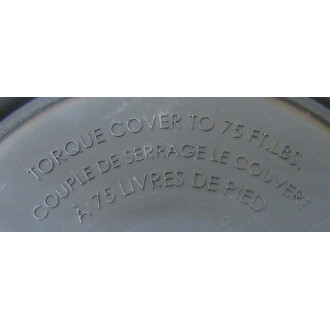 TORQUE COVER TO 75 FT.LBS.
COUPLE DE SERRAGE LE COUVERT
À 75 LIVRES DE PIED